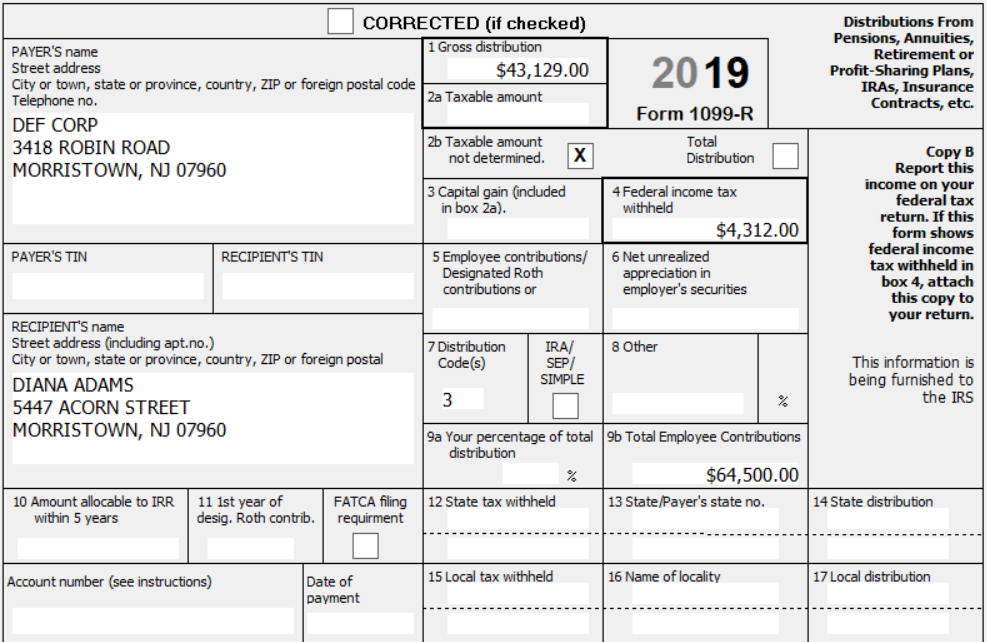 CORRECTED (if checked)
PAYER'S name
Street address
City or town, state or province, country, ZIP or foreign postal code
Telephone no.
DEF CORP
3418 ROBIN ROAD
MORRISTOWN, NJ 07960
1 Gross distribution
$43,129.00
2a Taxable amount
2019
Form 1099-R
Distributions From
Pensions, Annuities,
Retirement or
Profit-Sharing Plans,
IRAs, Insurance
Contracts, etc.
2b Taxable amount
not determined.
X
Total
Distribution
Copy B
Report this
income on your
federal tax
return. If this
form shows
federal income
tax withheld in
box 4, attach
this copy to
your return.
3 Capital gain (included
in box 2a).
4 Federal income tax
withheld
$4,312.00
PAYER'S TIN
RECIPIENT'S TIN
5 Employee contributions/
Designated Roth
contributions or
6 Net unrealized
appreciation in
employer's securities
RECIPIENT'S name
Street address (including apt.no.)
City or town, state or province, country, ZIP or foreign postal
DIANA ADAMS
5447 ACORN STREET
MORRISTOWN, NJ 07960
7 Distribution
Code(s)
3
IRA/
SEP/
SIMPLE
8 Other
%
This information is
being furnished to
the IRS
9a Your percentage of total
distribution
%
9b Total Employee Contributions
$64,500.00
10 Amount allocable to IRR
within 5 years
11 1st year of
desig. Roth contrib.
FATCA filing
requirment
12 State tax withheld
13 State/Payer's state no.
14 State distribution
Account number (see instructions)
Date of
payment
15 Local tax withheld
16 Name of locality
17 Local distribution